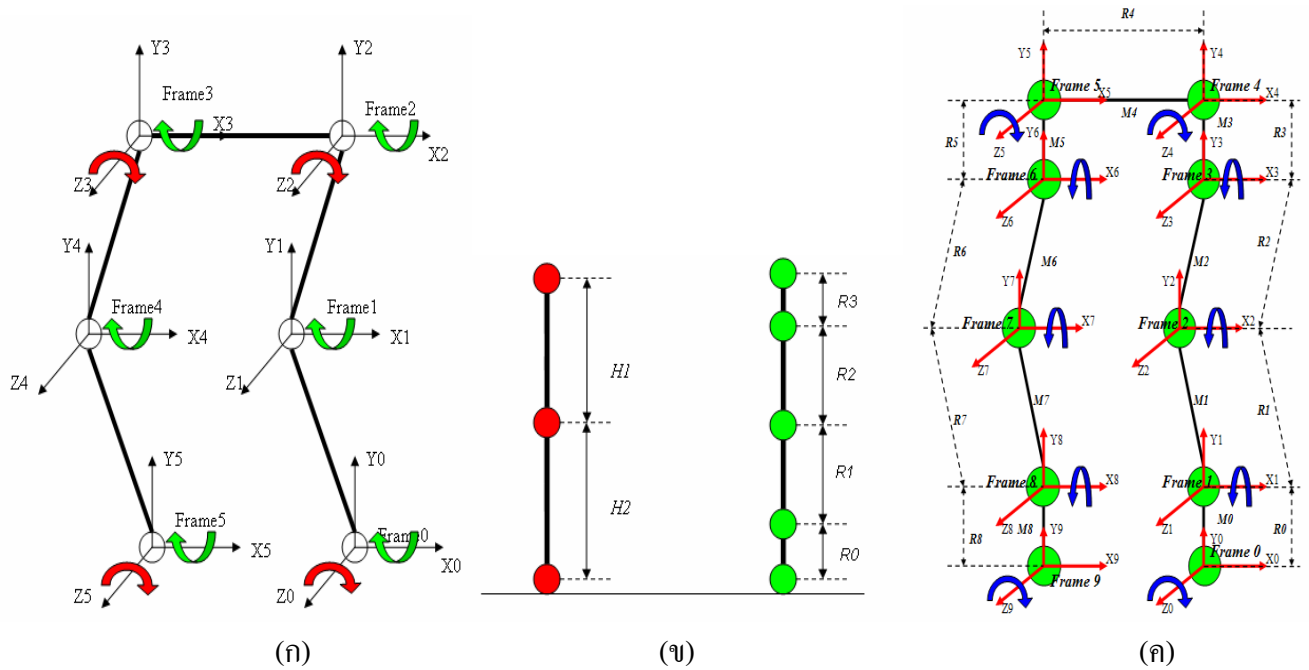 Y3
Y2
Frame3
Frame2
X3
X2
Z3
Z2
Y4
Y1
Frame4
Frame1
X4
X1
Z4
Z1
Y5
Y0
Frame5
Frame0
X5
X0
Z5
Z0
(ก)
H1
H2
R3
R2
R1
R0
(ข)
R4
Y5
Y4
Frame 5
Frame 4
X5
X4
M4
M3
Z5
Z4
Y6
M5
Y3
R5
R3
Frame 6
Frame 3
X6
X3
Z6
Z3
R6
R2
M6
M2
Y7
Y2
Frame 7
Frame 2
X7
X2
Z7
Z2
R7
R1
M7
M1
Y8
Y1
Frame 8
Frame 1
X8
X1
Z8
Z1
M8
M0
R8
R0
Y9
Y0
Frame 0
X9
X0
Frame 9
Z9
Z0
(ค)